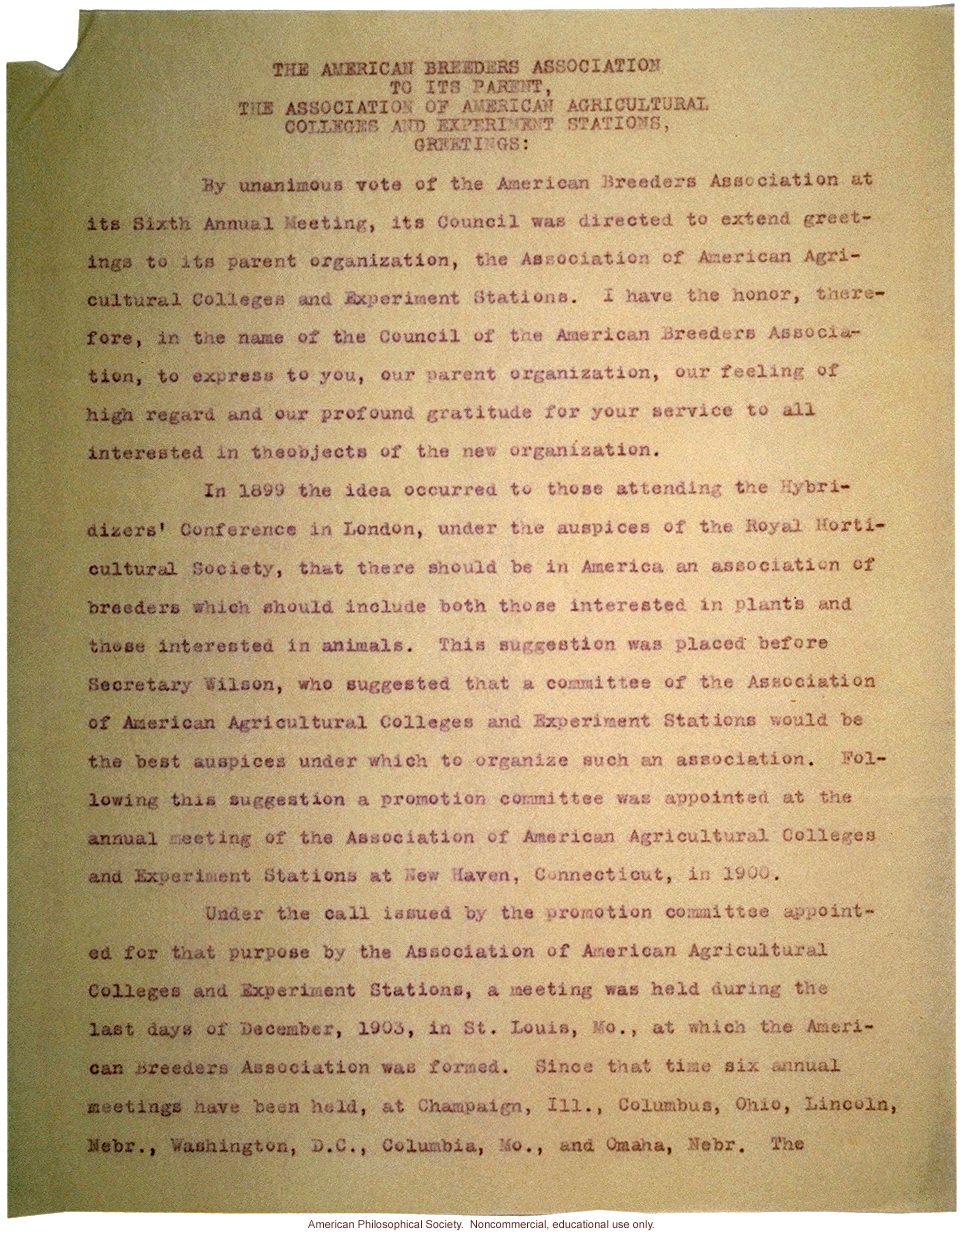 THE AMERICAN BREEDERS ASSOCIATION
TO ITS PARENT,
THE ASSOCIATION OF AMERICAN AGRICULTURAL
COLLEGES AND EXPERIMENT STATIONS,
GREETINGS:
By unanimous vote of the American Breeders Association at
its Sixth Annual Meeting, its Council was directed to extend greet-
ings to its parent organization, the Association of American Agri-
cultural Colleges and Experiment Stations. I have the honor, there-
fore, in the name of the Council of the American Breeders Associa-
tion, to express to you, our parent organization, our feeling of
high regard and our profound gratitude for your service to all
interested in theobjects of the new organization.
In 1899 the idea occurred to those attending the Hybri-
dizers' Conference in London, under the auspices of the Royal Horti-
cultural Society, that there should be in America an association of
breeders which should include both those interested in plants and
those interested in animals. This suggestion was placed before
Secretary Wilson, who suggested that a committee of the Association
of American Agricultural Colleges and Experiment Stations would be
the best auspices under which to organize such an association. Fol-
lowing this suggestion a promotion committee was appointed at the
annual meeting of the Association of American Agricultural Colleges
and Experiment Stations at New Haven, Connecticut, in 1900.
Under the call issued by the promotion committee appoint-
ed for that purpose by the Association of American Agricultural
Colleges and Experiment Stations, a meeting was held during the
last days of December, 1903, in St. Louis, Mo., at which the Ameri-
can Breeders Association was formed. Since that time six annual
meetings have been held, at Champaign, Ill., Columbus, Ohio, Lincoln,
Nebr., Washington, D.C., Columbia, Mo., and Omaha, Nebr. The
American Philosophical Society. Noncommercial, educational use only.